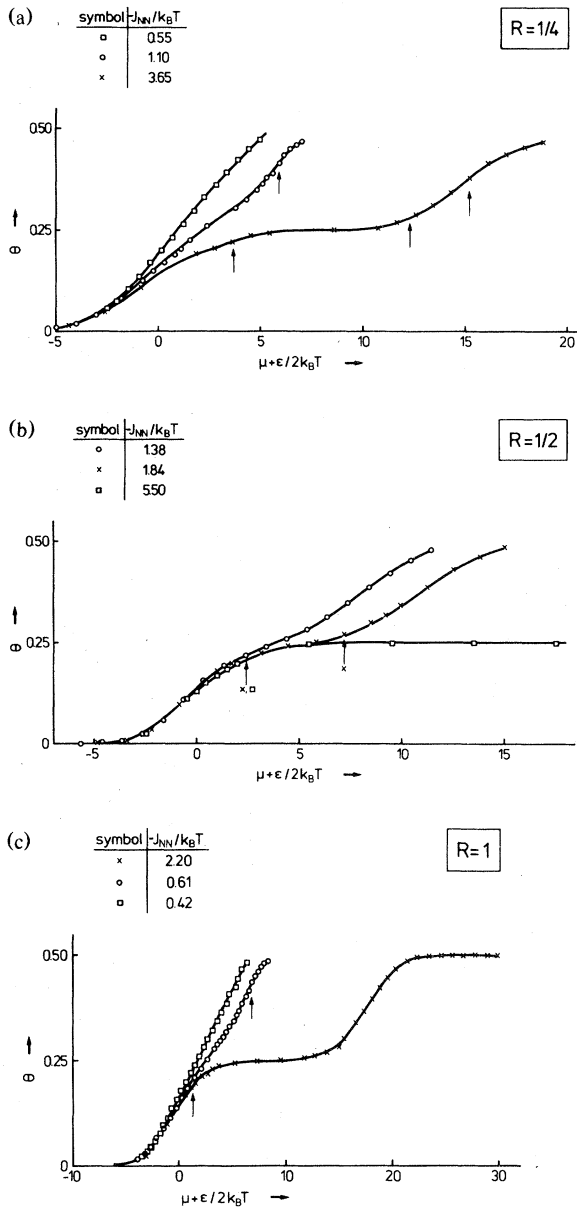 (a)
symbol -J_NN/k_BT
□ 0.55
○ 1.10
× 3.65
R = 1/4
0.50
0.25
0
θ →
-5 0 5 10 15 20
μ+ε/2k_BT →
(b)
symbol -J_NN/k_BT
○ 1.38
× 1.84
□ 5.50
R = 1/2
0.50
0.25
0
θ →
×,□
×
-5 0 5 10 15
μ+ε/2k_BT →
(c)
symbol -J_NN/k_BT
× 2.20
○ 0.61
□ 0.42
R = 1
0.50
0.25
0
θ →
-10 0 10 20 30
μ+ε/2k_BT →